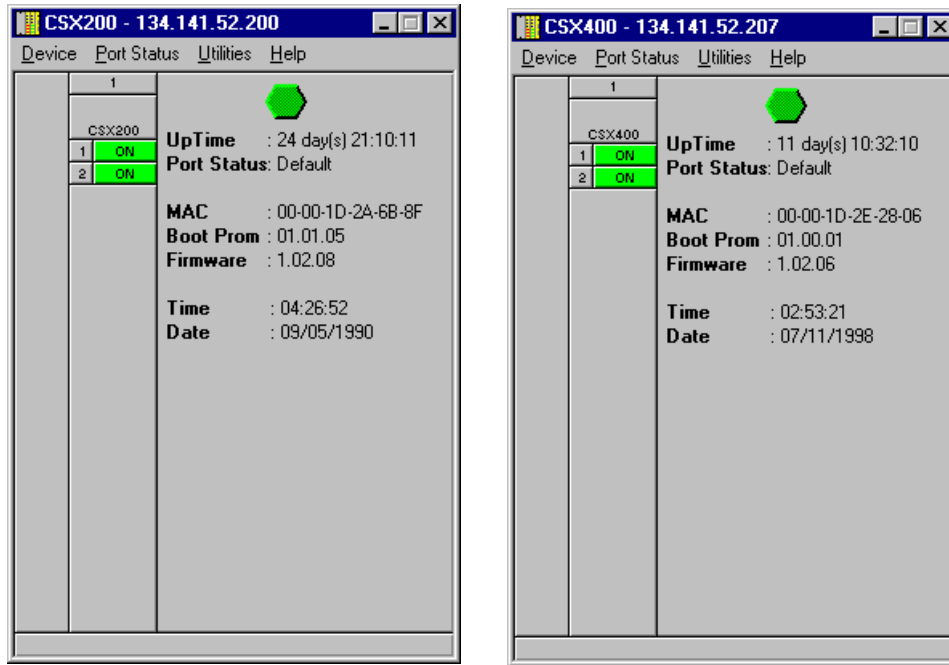 CSX200 - 134.141.52.200
Device Port Status Utilities Help
1
CSX200
1 ON
2 ON
UpTime : 24 day(s) 21:10:11
Port Status: Default
MAC : 00-00-1D-2A-6B-8F
Boot Prom : 01.01.05
Firmware : 1.02.08
Time : 04:26:52
Date : 09/05/1990
CSX400 - 134.141.52.207
Device Port Status Utilities Help
1
CSX400
1 ON
2 ON
UpTime : 11 day(s) 10:32:10
Port Status: Default
MAC : 00-00-1D-2E-28-06
Boot Prom : 01.00.01
Firmware : 1.02.06
Time : 02:53:21
Date : 07/11/1998